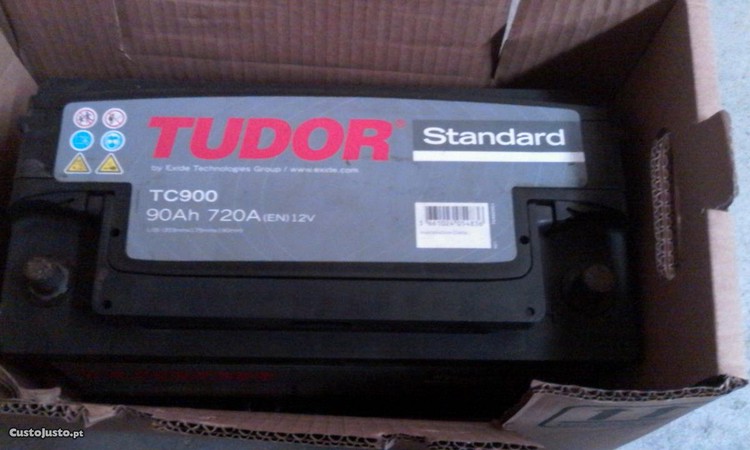 TUDOR
Standard
by Exide Technologies Group / www.exide.com
TC900
90Ah 720A (EN) 12V
CustoJusto.pt